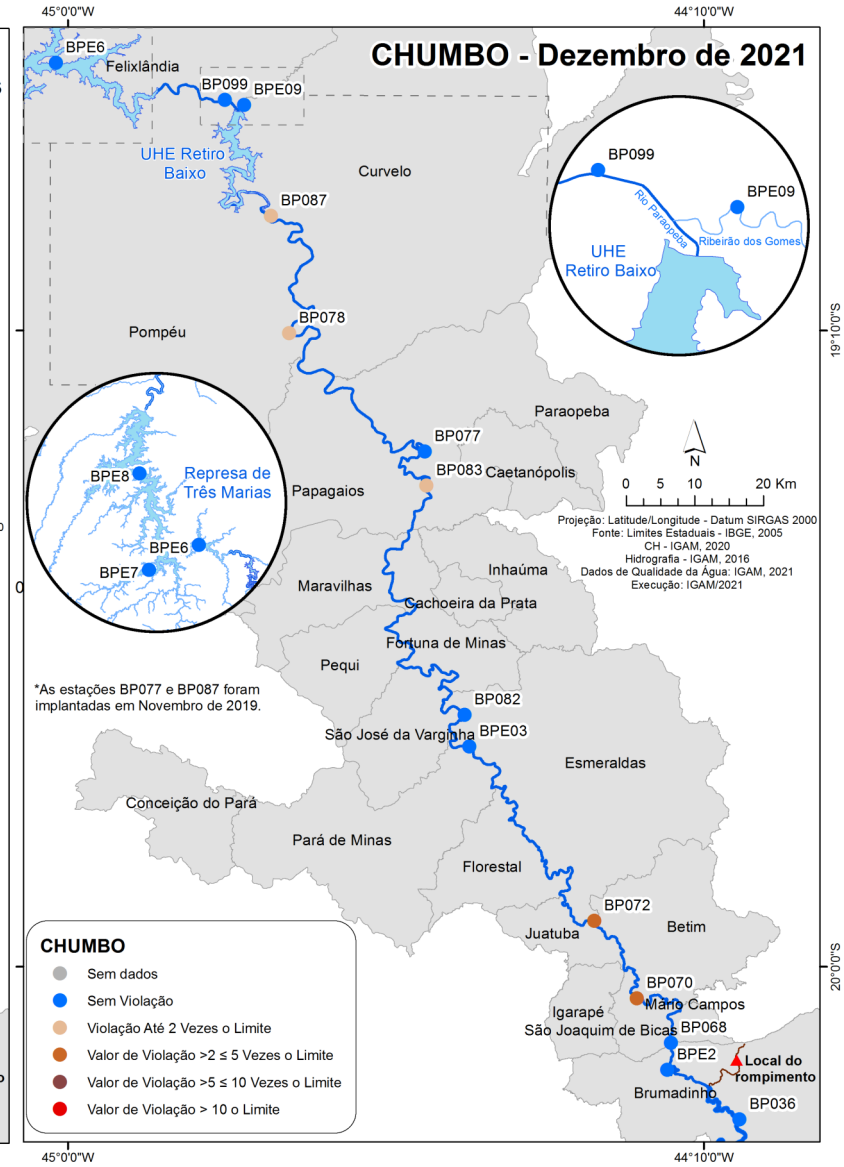 45°0'0"W
44°10'0"W
CHUMBO - Dezembro de 2021
BPE6
Felixlândia
BP099
BPE09
UHE Retiro
Baixo
Curvelo
BP087
BP099
BPE09
Rio Paraopeba
Ribeirão dos Gomes
UHE
Retiro Baixo
BP078
Pompéu
19°10'0"S
Paraopeba
BP077
BP083
Caetanópolis
Papagaios
N
0 5 10 20 Km
Projeção: Latitude/Longitude - Datum SIRGAS 2000
Fonte: Limites Estaduais - IBGE, 2005
CH - IGAM, 2020
Hidrografia - IGAM, 2016
Dados de Qualidade da Água: IGAM, 2021
Execução: IGAM/2021
BPE8
Represa de
Três Marias
BPE6
BPE7
Inhaúma
Maravilhas
Cachoeira da Prata
Fortuna de Minas
Pequi
*As estações BP077 e BP087 foram
implantadas em Novembro de 2019.
BP082
São José da Varginha
BPE03
Esmeraldas
Conceição do Pará
Pará de Minas
Florestal
BP072
Juatuba
Betim
20°0'0"S
BP070
Mário Campos
Igarapé
São Joaquim de Bicas
BP068
BPE2
Local do
rompimento
Brumadinho
BP036
CHUMBO
Sem dados
Sem Violação
Violação Até 2 Vezes o Limite
Valor de Violação >2 ≤ 5 Vezes o Limite
Valor de Violação >5 ≤ 10 Vezes o Limite
Valor de Violação > 10 o Limite
45°0'0"W
44°10'0"W